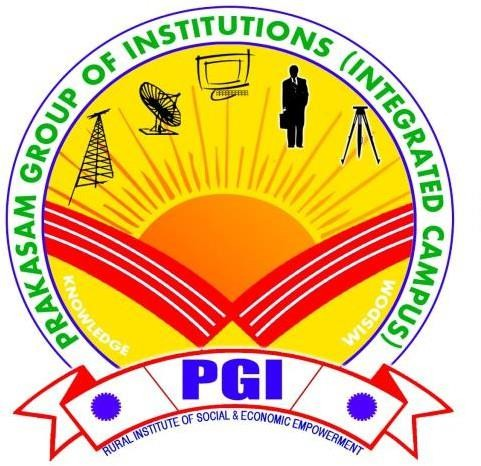 PRAKASAM GROUP OF INSTITUTIONS (INTEGRATED CAMPUS)
KNOWLEDGE
WISDOM
PGI
RURAL INSTITUTE OF SOCIAL & ECONOMIC EMPOWERMENT